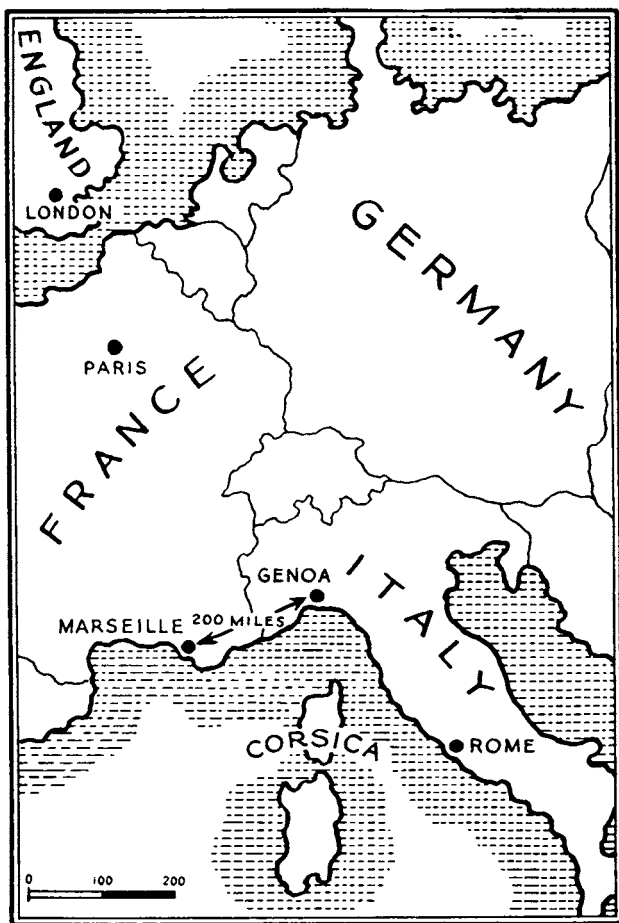 ENGLAND
LONDON
GERMANY
PARIS
FRANCE
GENOA
ITALY
200 MILES
MARSEILLE
CORSICA
ROME
0 100 200